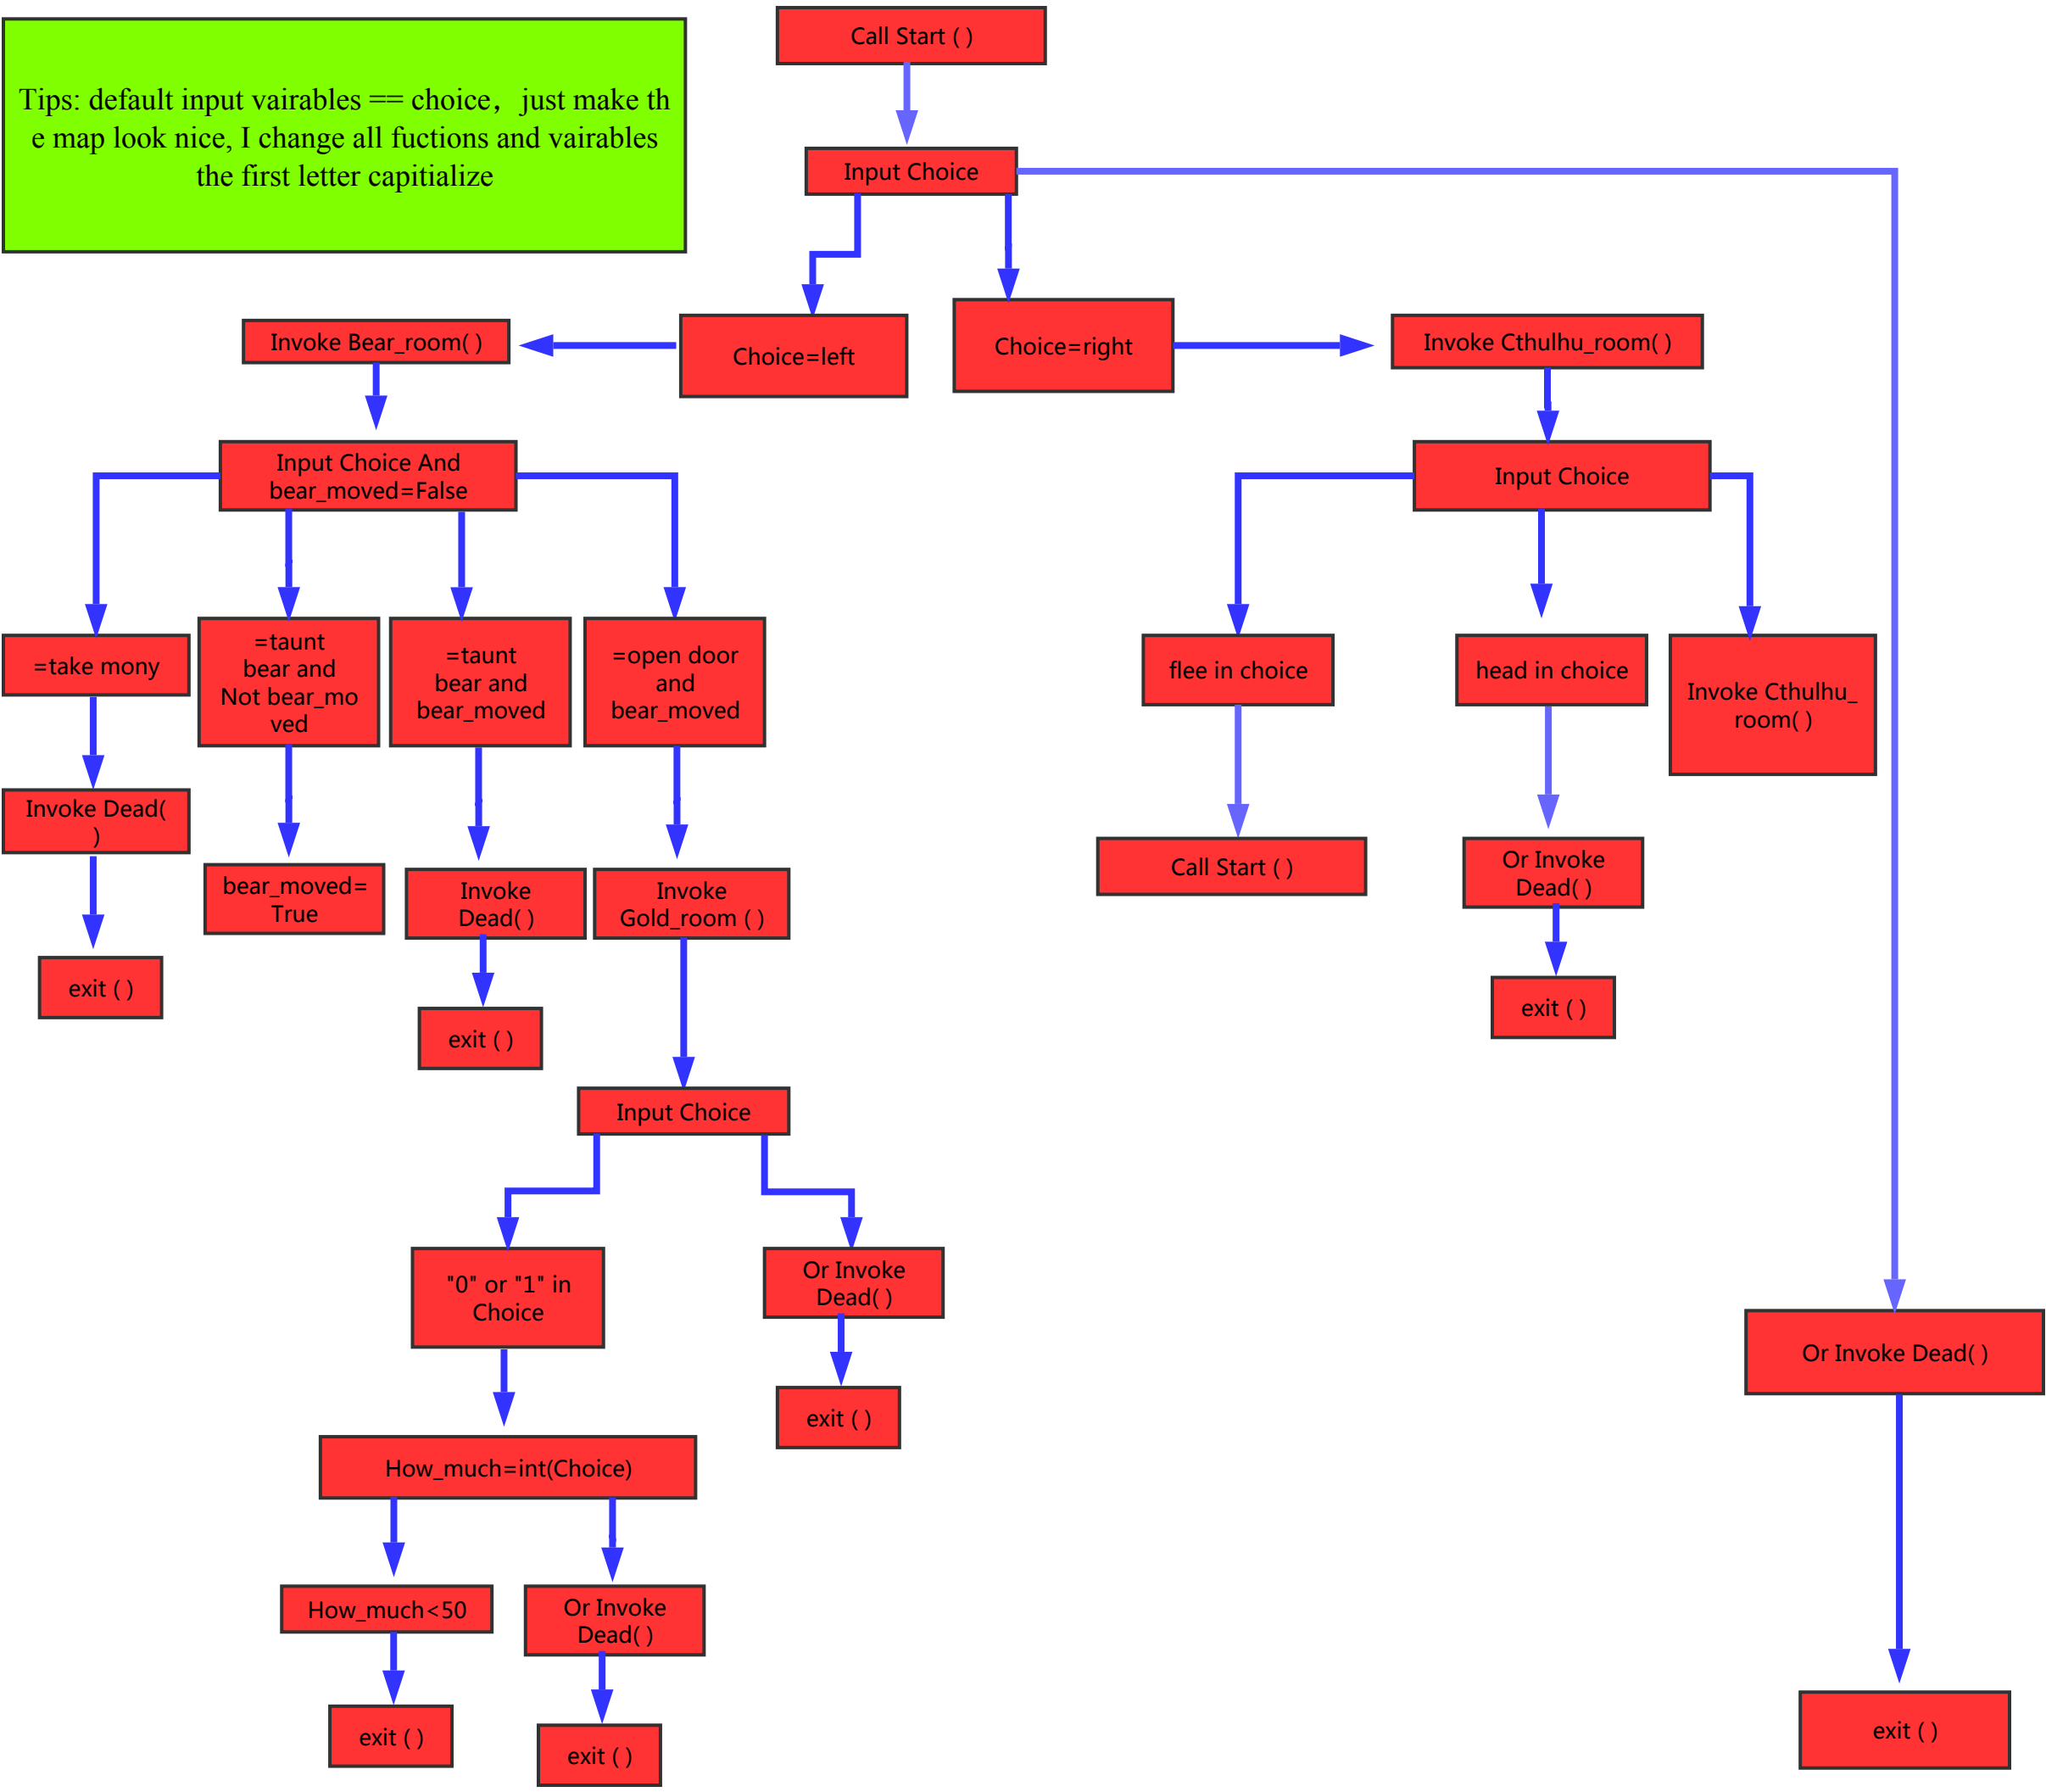 Call Start ( )
Tips: default input vairables == choice，just make th
e map look nice, I change all fuctions and vairables
the first letter capitialize
Input Choice
Invoke Bear_room( )
Choice=left
Choice=right
Invoke Cthulhu_room( )
Input Choice And
bear_moved=False
Input Choice
=take mony
=taunt
bear and
Not bear_mo
ved
=taunt
bear and
bear_moved
=open door
and
bear_moved
flee in choice
head in choice
Invoke Cthulhu_
room( )
Invoke Dead(
)
bear_moved=
True
Invoke
Dead( )
Invoke
Gold_room ( )
Call Start ( )
Or Invoke
Dead( )
exit ( )
exit ( )
exit ( )
Input Choice
"0" or "1" in
Choice
Or Invoke
Dead( )
Or Invoke Dead( )
exit ( )
How_much=int(Choice)
How_much<50
Or Invoke
Dead( )
exit ( )
exit ( )
exit ( )